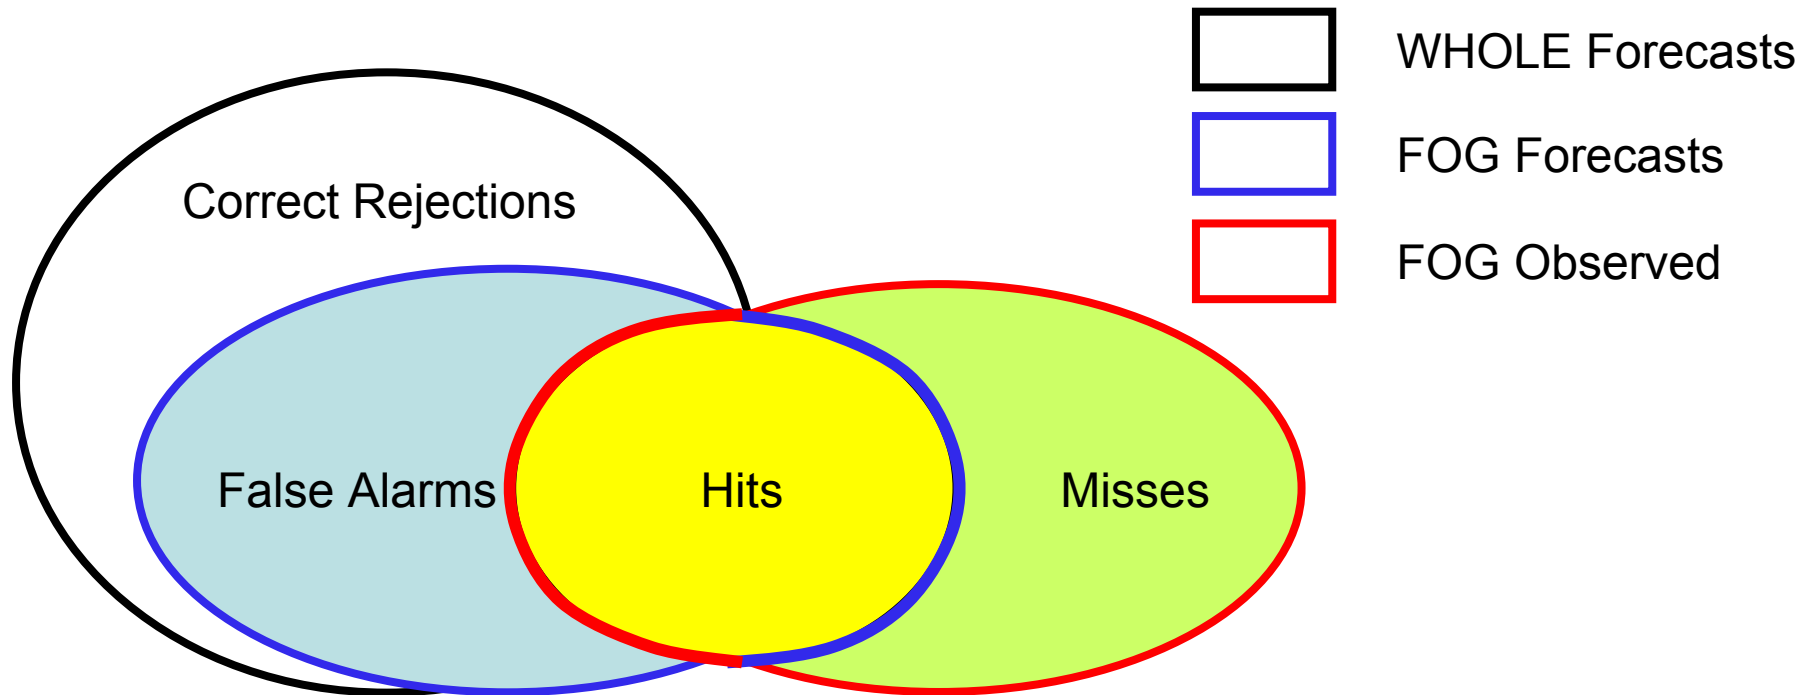 WHOLE Forecasts
FOG Forecasts
FOG Observed
Correct Rejections
False Alarms
Hits
Misses